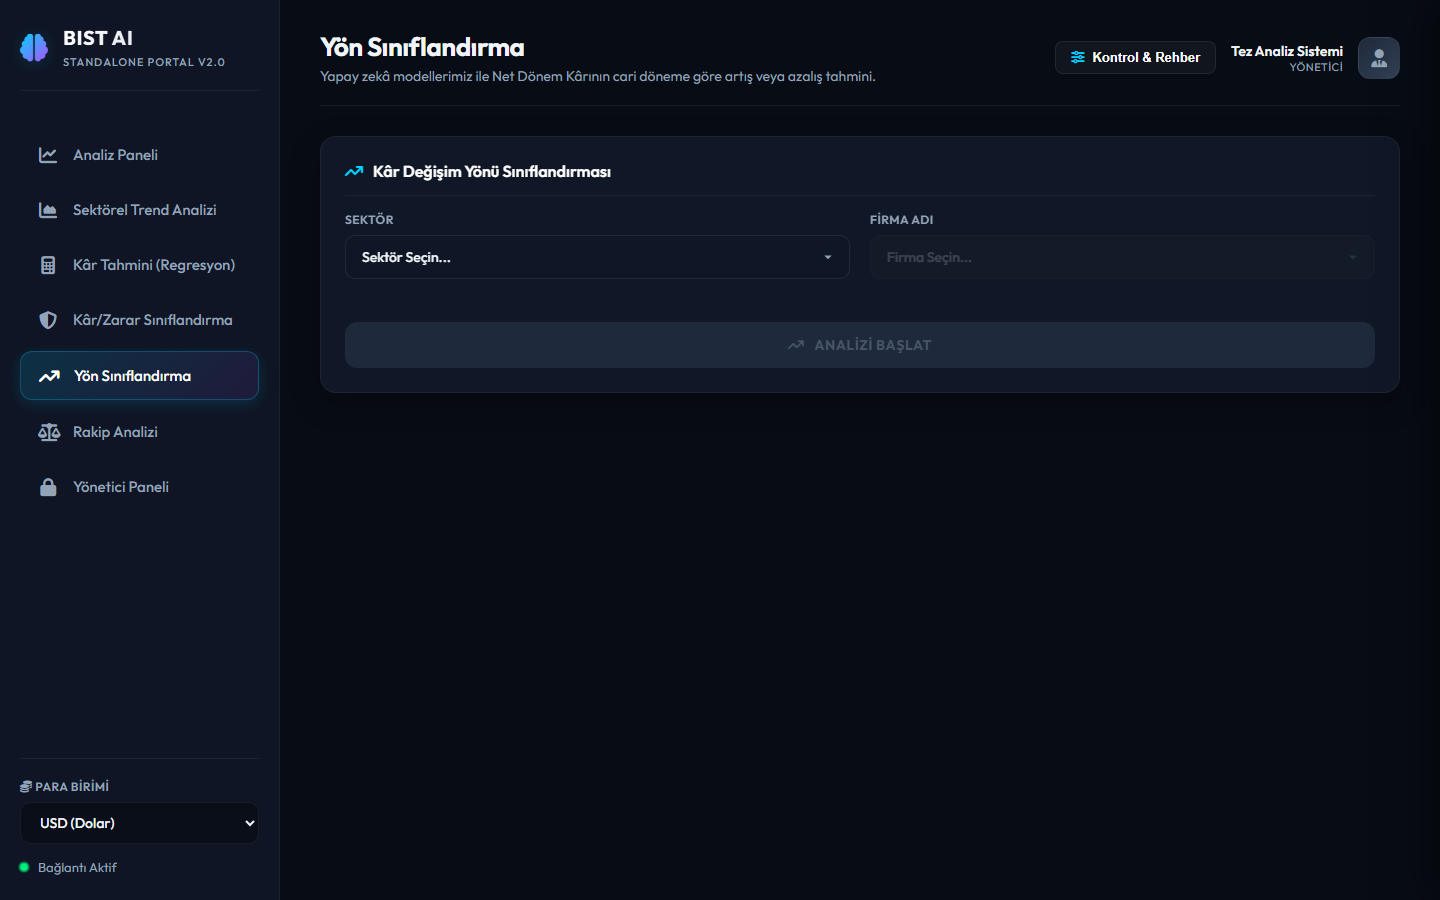 BIST AI
STANDALONE PORTAL V2.0
Analiz Paneli
Sektörel Trend Analizi
Kâr Tahmini (Regresyon)
Kâr/Zarar Sınıflandırma
Yön Sınıflandırma
Rakip Analizi
Yönetici Paneli
PARA BİRİMİ
USD (Dolar)
Bağlantı Aktif
Yön Sınıflandırma
Yapay zekâ modellerimiz ile Net Dönem Kârının cari döneme göre artış veya azalış tahmini.
Kontrol & Rehber
Tez Analiz Sistemi
YÖNETİCİ
Kâr Değişim Yönü Sınıflandırması
SEKTÖR
Sektör Seçin...
FİRMA ADI
Firma Seçin...
ANALİZİ BAŞLAT